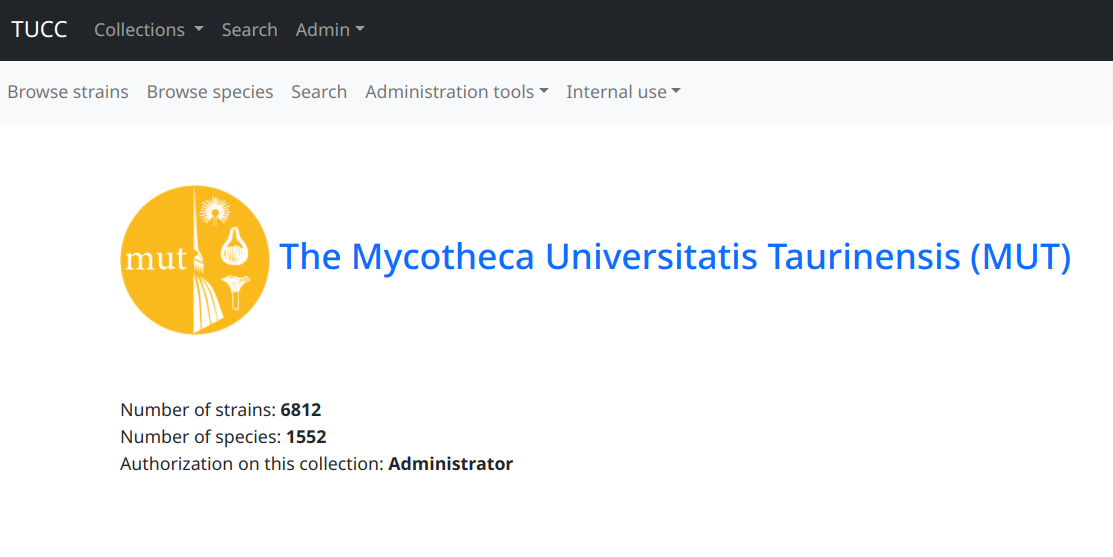 TUCC Collections Search Admin
Browse strains Browse species Search Administration tools Internal use
mut
The Mycotheca Universitatis Taurinensis (MUT)
Number of strains: 6812
Number of species: 1552
Authorization on this collection: Administrator